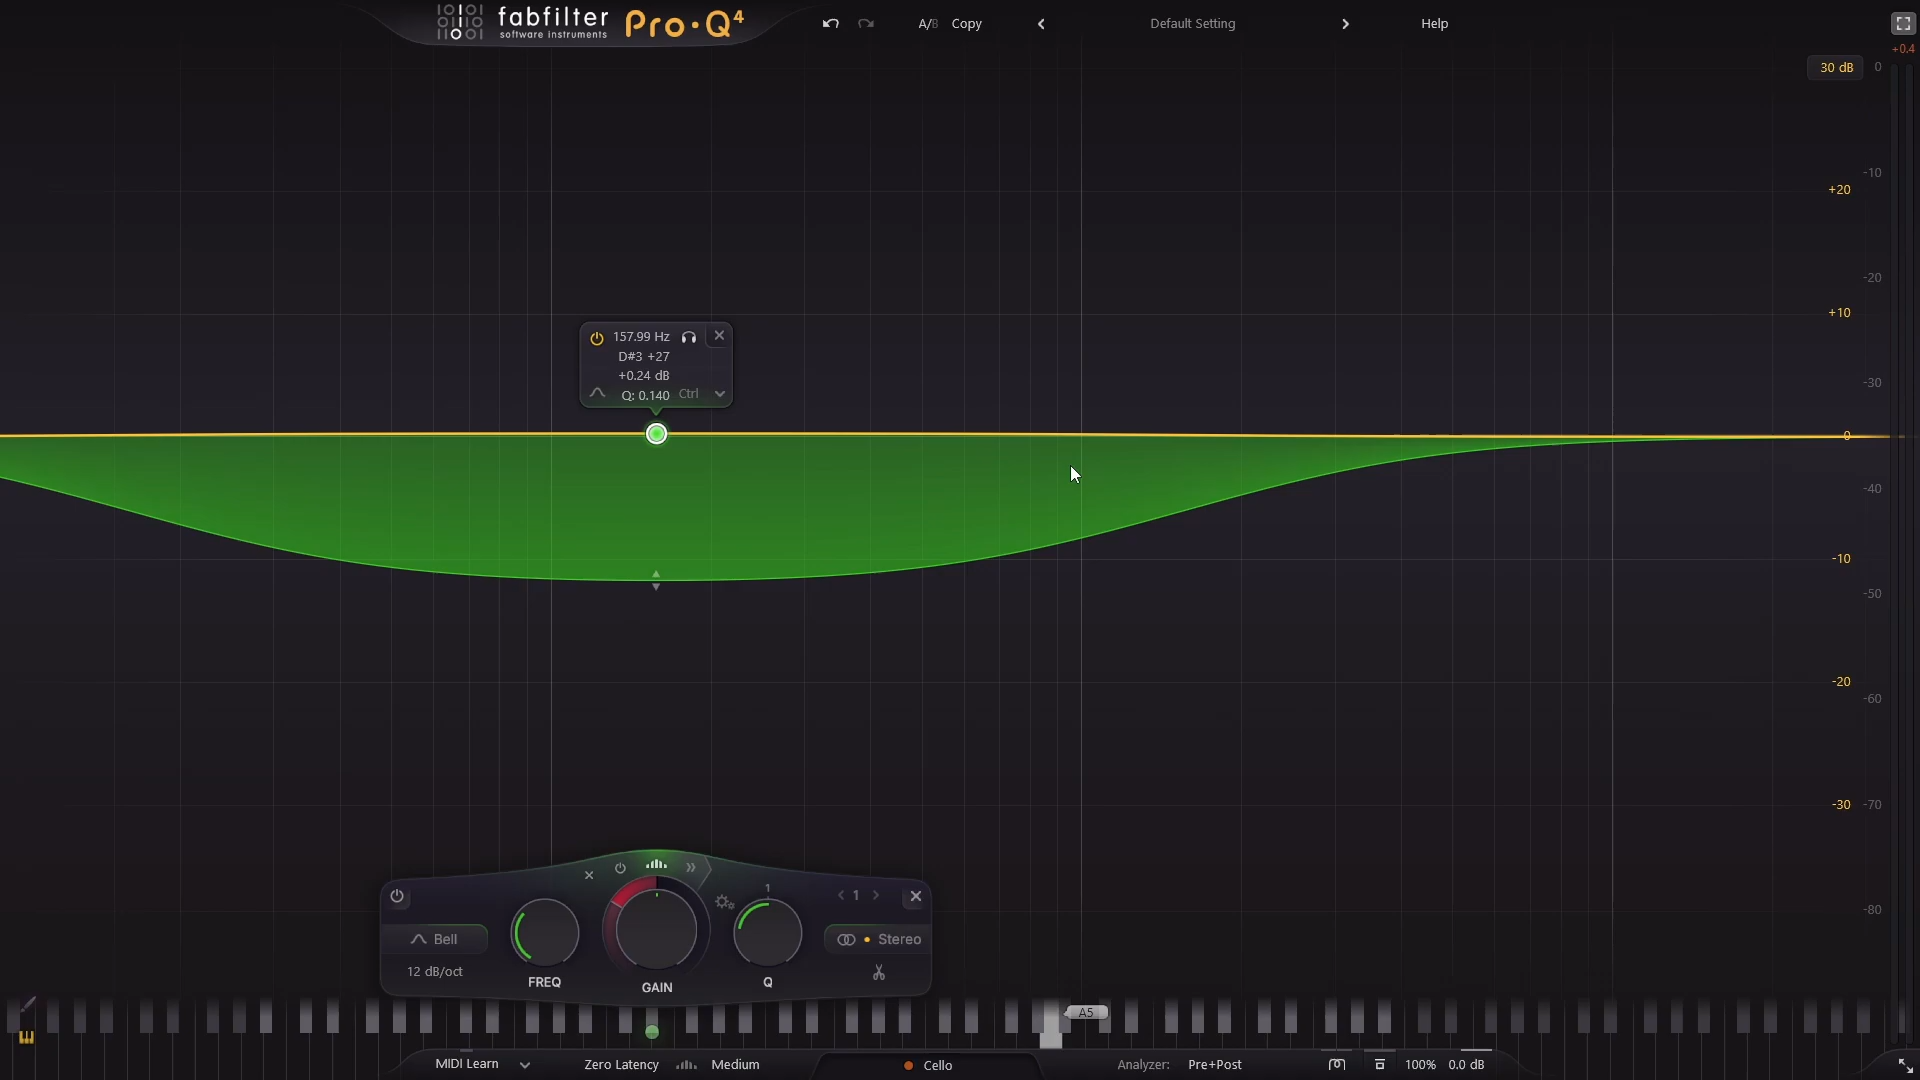 fabfilter
software instruments
Pro·Q4
A/B Copy
Default Setting
Help
+0.4
30 dB 0
-10
+20
-20
+10
-30
0
-40
-10
-50
-20
-60
-30 -70
-80
157.99 Hz
D#3 +27
+0.24 dB
Q: 0.140 Ctrl
1
1
Bell
Stereo
12 dB/oct
FREQ
GAIN
Q
A5
MIDI Learn
Zero Latency
Medium
Cello
Analyzer: Pre+Post
100%
0.0 dB